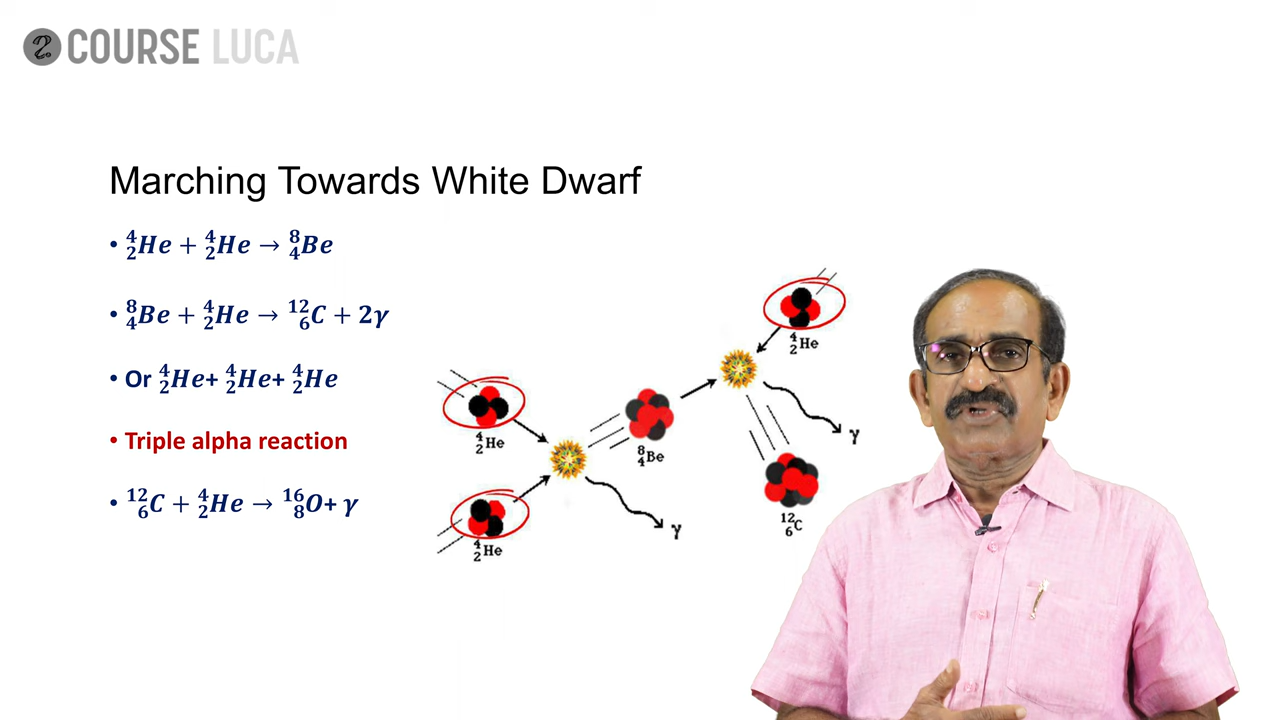 COURSE LUCA
Marching Towards White Dwarf
• ⁴₂He + ⁴₂He → ⁸₄Be
• ⁸₄Be + ⁴₂He → ¹²₆C + 2γ
• Or ⁴₂He+ ⁴₂He+ ⁴₂He
• Triple alpha reaction
• ¹²₆C + ⁴₂He → ¹⁶₈O+ γ
⁴₂He
⁴₂He
⁸₄Be
γ
⁴₂He
γ
¹²₆C